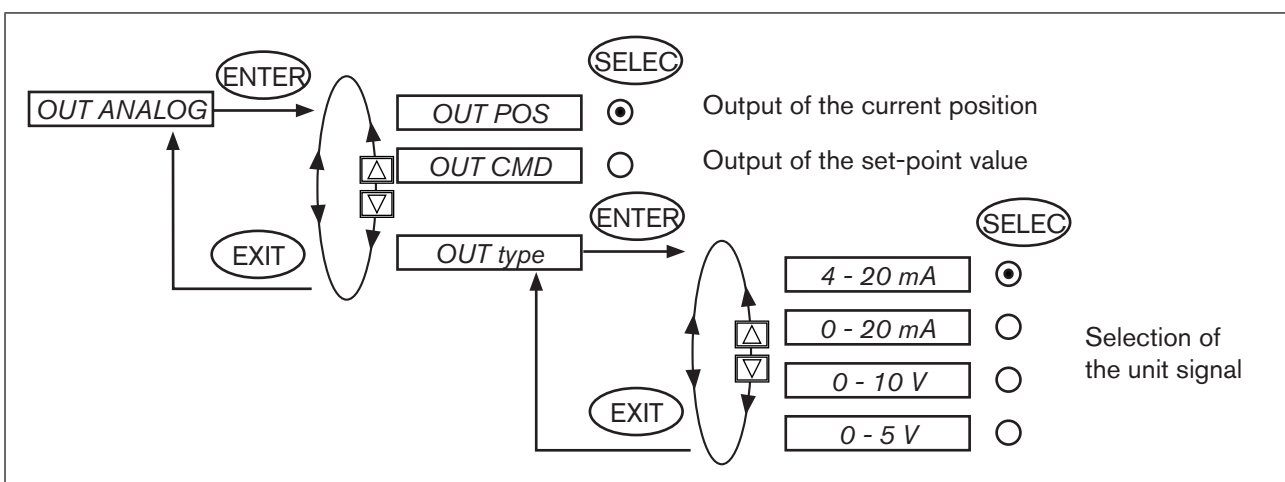 SELEC
ENTER
OUT ANALOG
OUT POS
Output of the current position
OUT CMD
Output of the set-point value
ENTER
SELEC
EXIT
OUT type
4 - 20 mA
0 - 20 mA
Selection of
the unit signal
0 - 10 V
EXIT
0 - 5 V